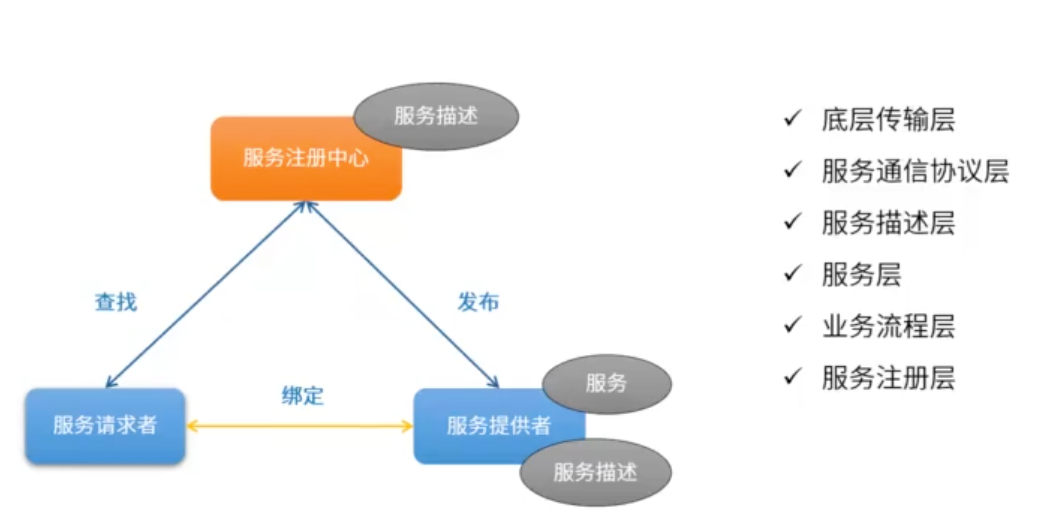 服务描述
服务注册中心
查找
发布
绑定
服务请求者
服务提供者
服务
服务描述
✓ 底层传输层
✓ 服务通信协议层
✓ 服务描述层
✓ 服务层
✓ 业务流程层
✓ 服务注册层